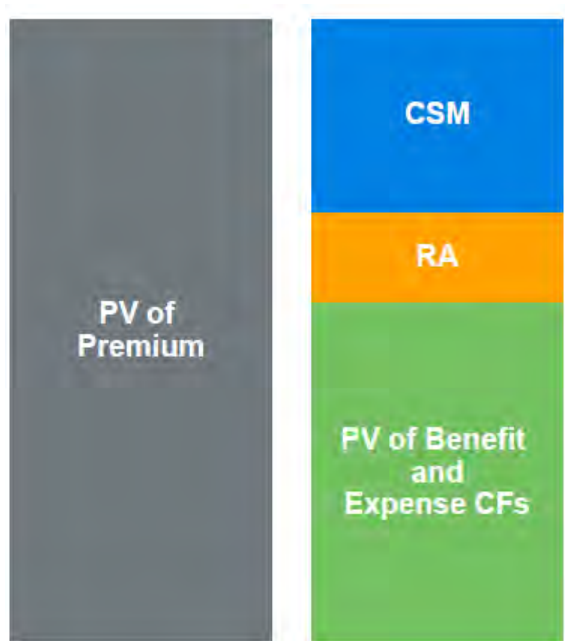 CSM
RA
PV of
Premium
PV of Benefit
and
Expense CFs